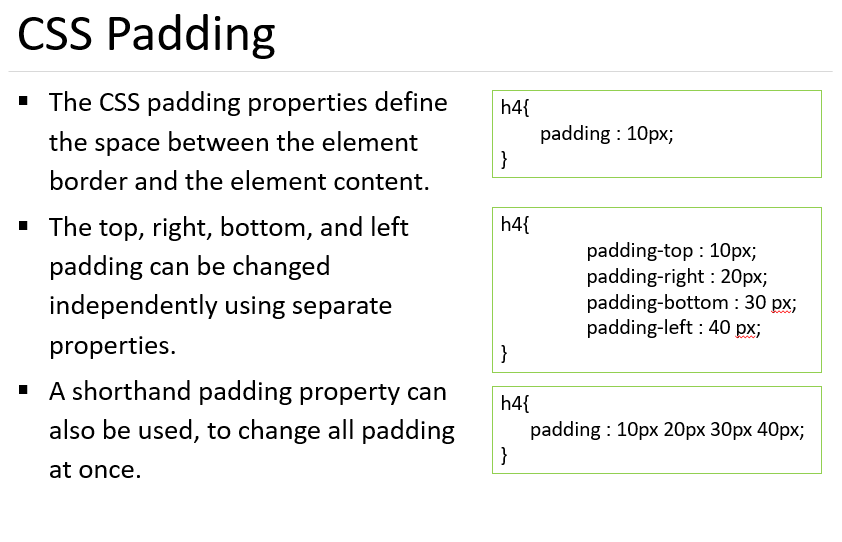 CSS Padding
▪ The CSS padding properties define
the space between the element
border and the element content.
▪ The top, right, bottom, and left
padding can be changed
independently using separate
properties.
▪ A shorthand padding property can
also be used, to change all padding
at once.
h4{
padding : 10px;
}
h4{
padding-top : 10px;
padding-right : 20px;
padding-bottom : 30 px;
padding-left : 40 px;
}
h4{
padding : 10px 20px 30px 40px;
}